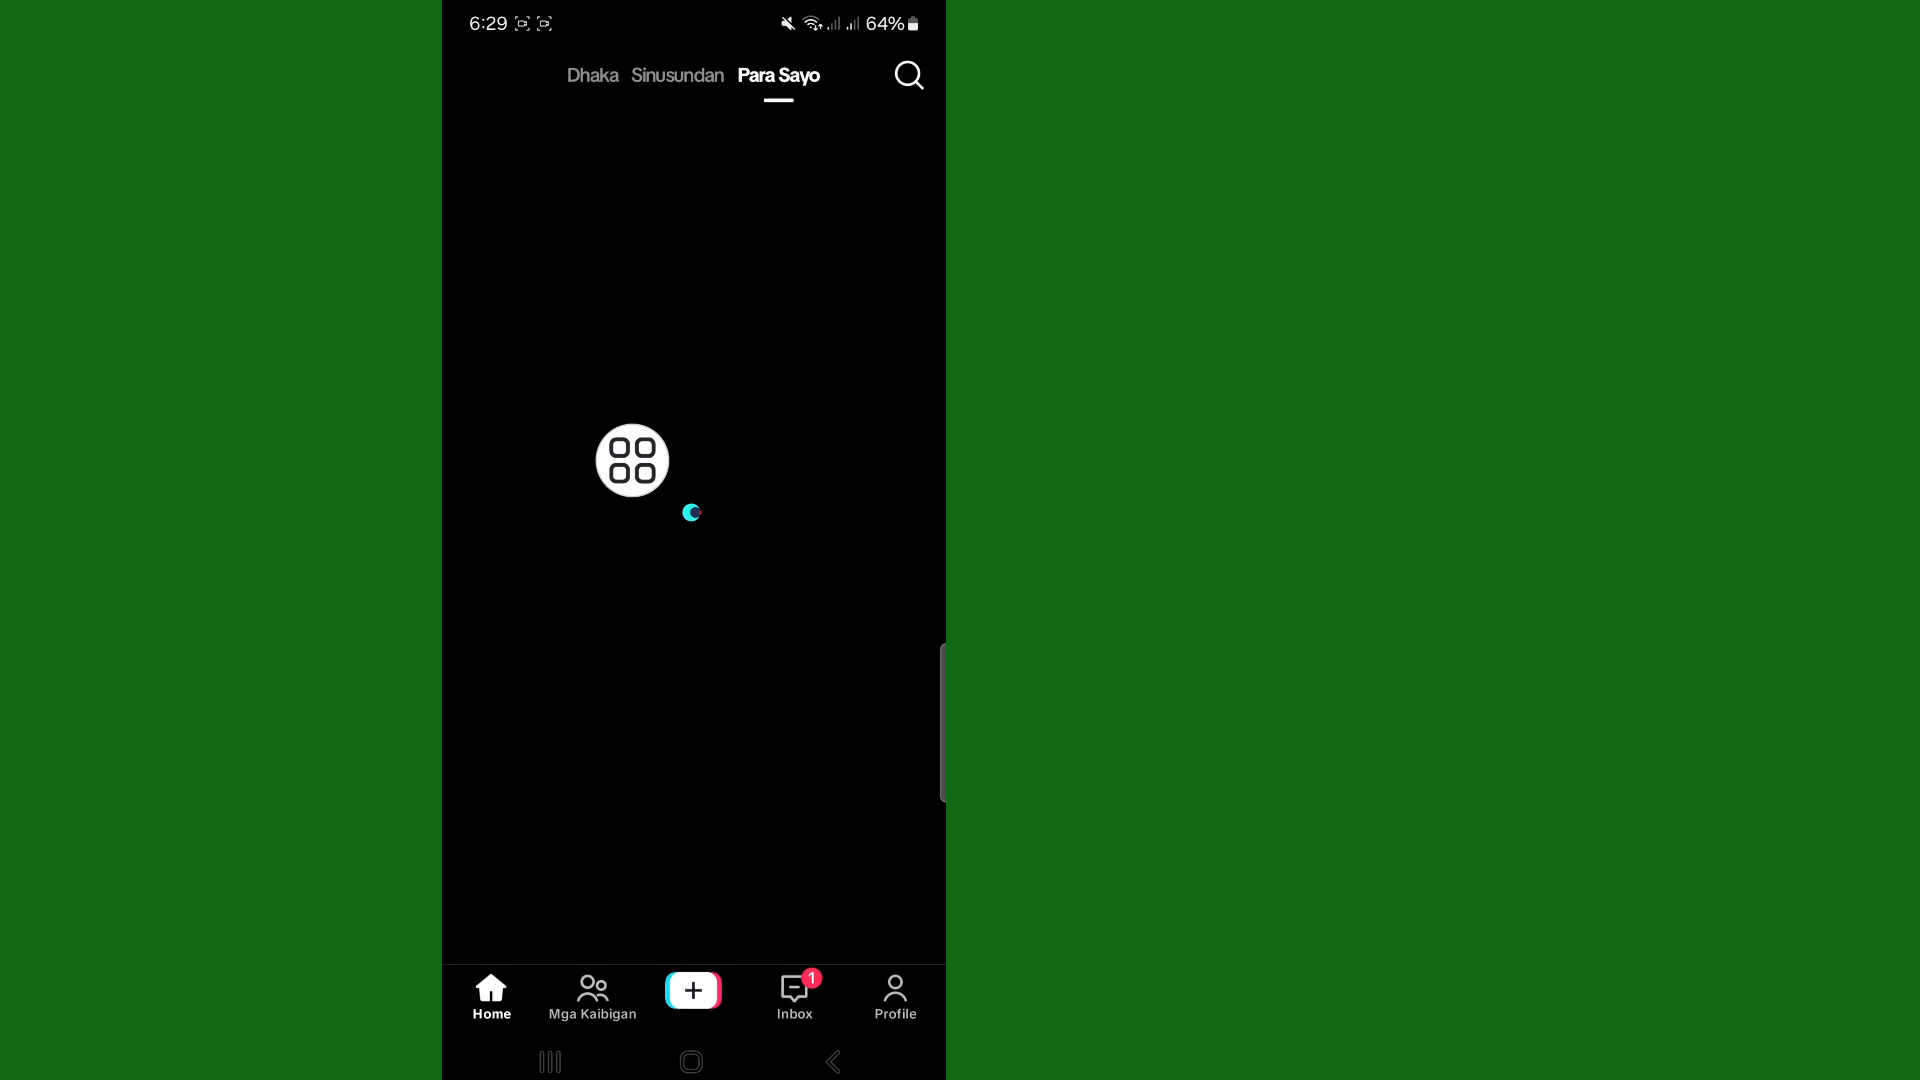 6:29 64%
Dhaka Sinusundan Para Sayo
1
Home Mga Kaibigan Inbox Profile